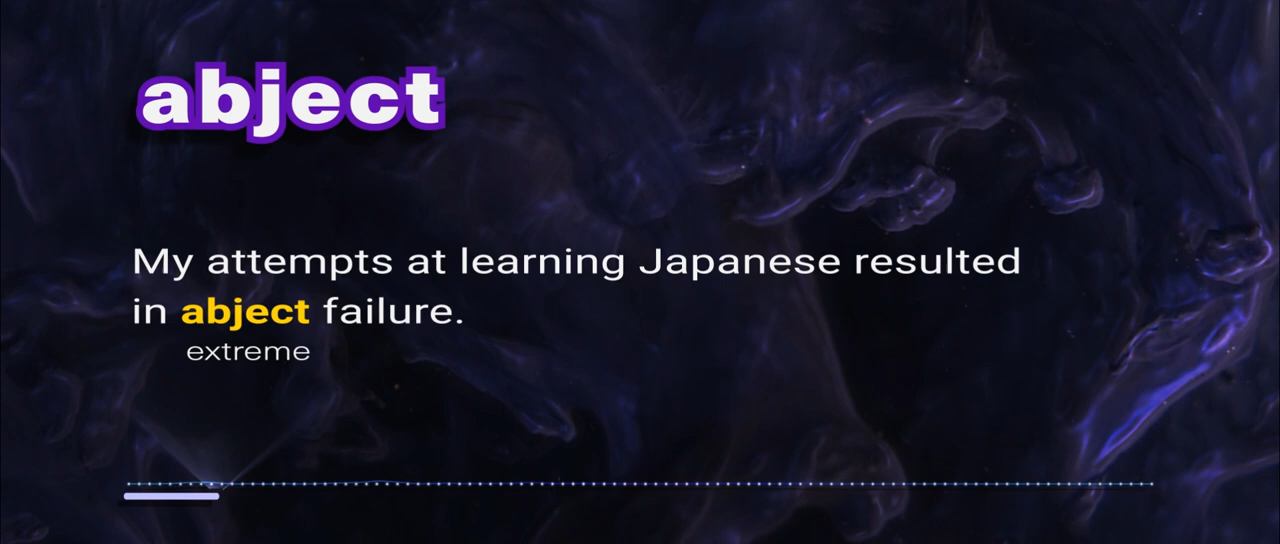 abject
My attempts at learning Japanese resulted
in abject failure.
extreme